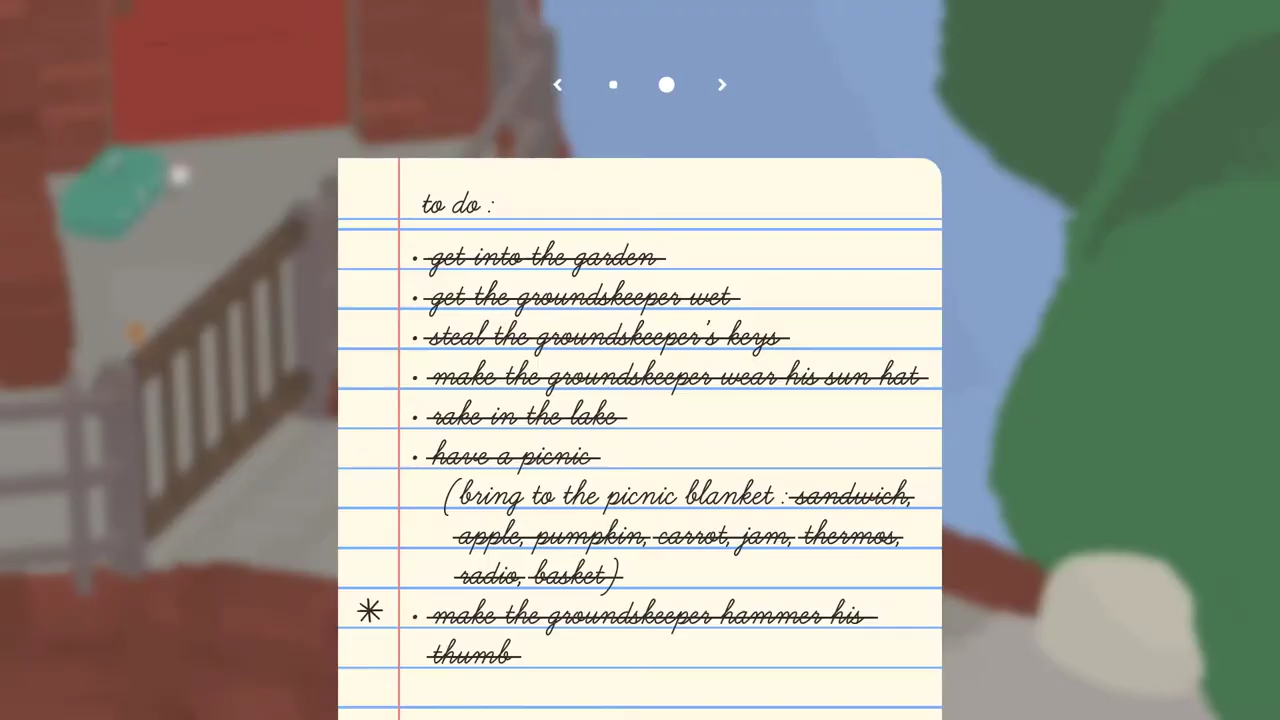 to do :
• get into the garden
• get the groundskeeper wet
• steal the groundskeeper's keys
• make the groundskeeper wear his sun hat
• rake in the lake
• have a picnic
(bring to the picnic blanket : sandwich,
apple, pumpkin, carrot, jam, thermos,
radio, basket)
• make the groundskeeper hammer his
thumb